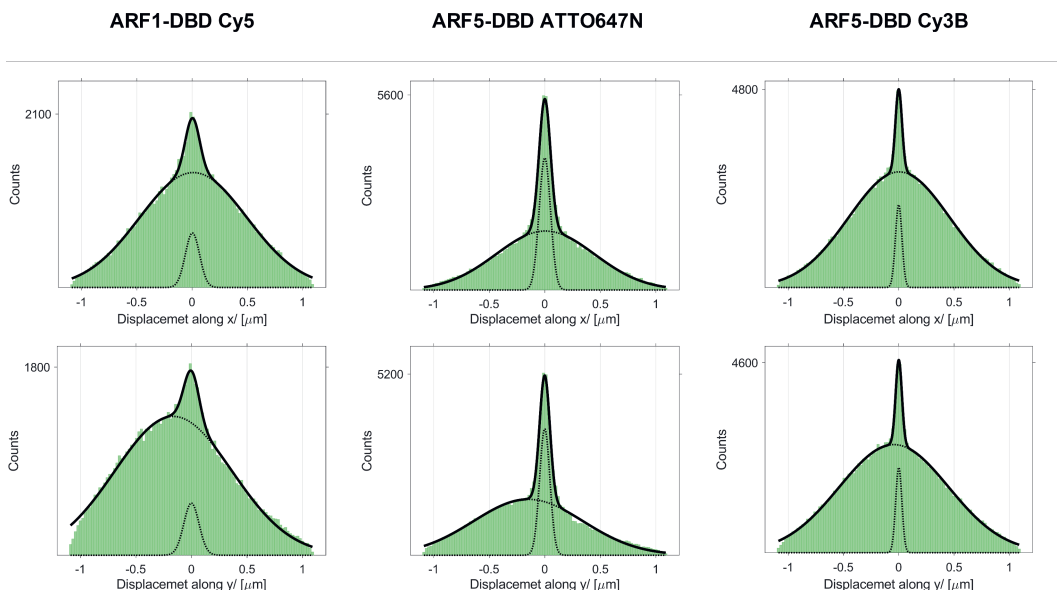 ARF1-DBD Cy5
ARF5-DBD ATTO647N
ARF5-DBD Cy3B
2100
Counts
-1 -0.5 0 0.5 1
Displacemet along x/ [μm]
5600
Counts
-1 -0.5 0 0.5 1
Displacemet along x/ [μm]
4800
Counts
-1 -0.5 0 0.5 1
Displacemet along x/ [μm]
1800
Counts
-1 -0.5 0 0.5 1
Displacemet along y/ [μm]
5200
Counts
-1 -0.5 0 0.5 1
Displacemet along y/ [μm]
4600
Counts
-1 -0.5 0 0.5 1
Displacemet along y/ [μm]